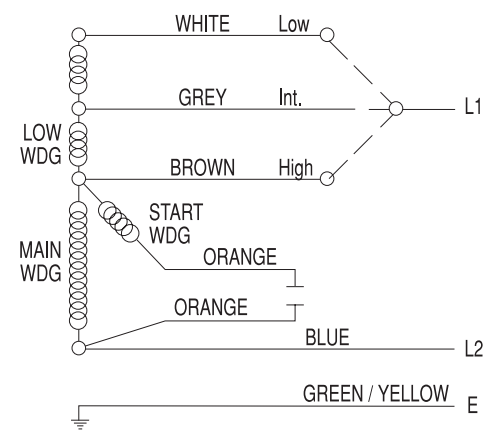 WHITE Low
GREY Int. L1
LOW
WDG
BROWN High
START
WDG
MAIN
WDG
ORANGE
ORANGE
BLUE L2
GREEN / YELLOW E